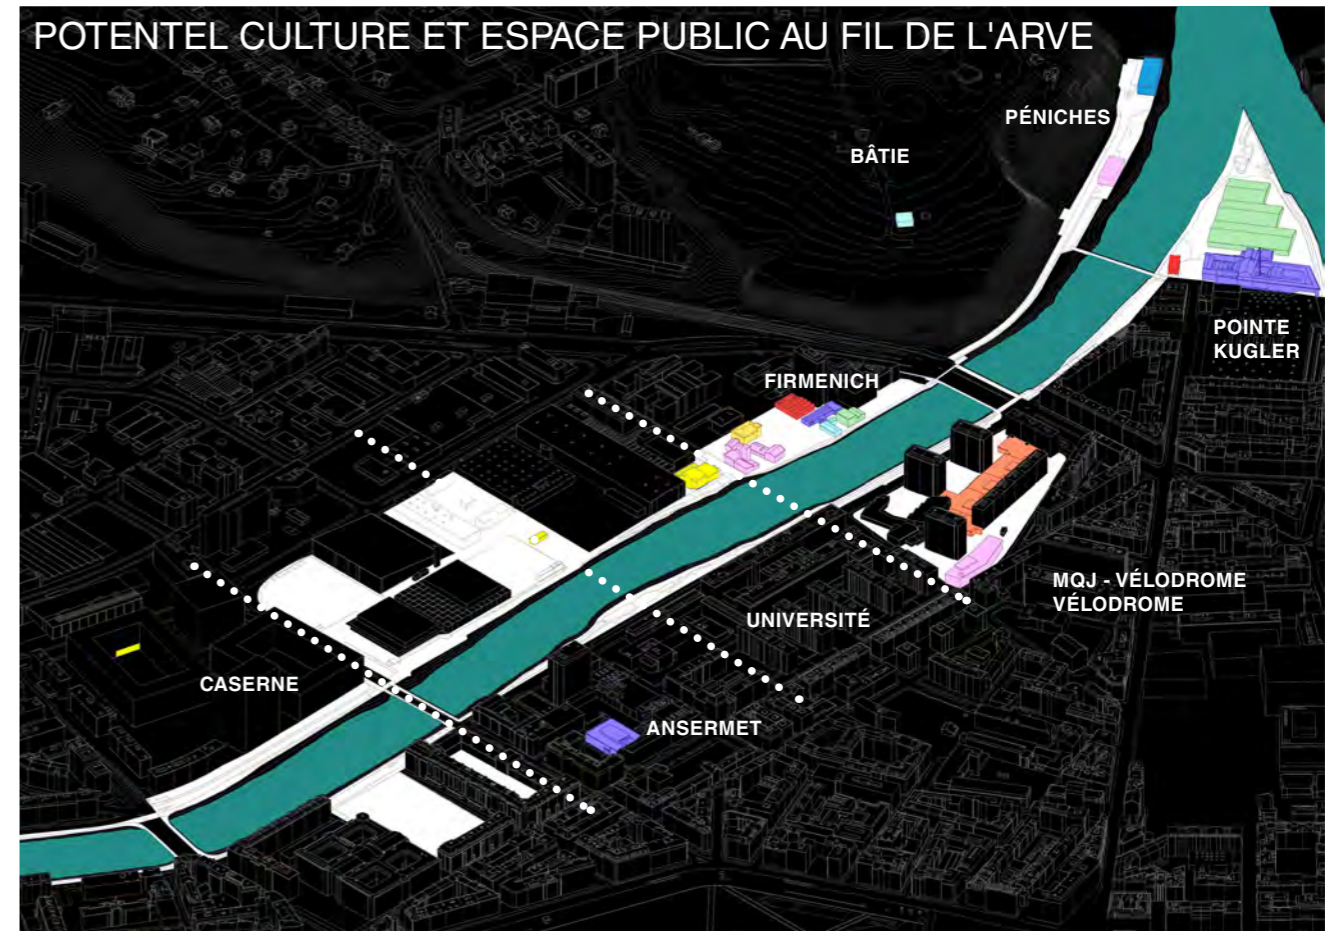 POTENTEL CULTURE ET ESPACE PUBLIC AU FIL DE L'ARVE
PÉNICHES
BÂTIE
POINTE
KUGLER
FIRMENICH
MQJ - VÉLODROME
VÉLODROME
UNIVERSITÉ
CASERNE
ANSERMET